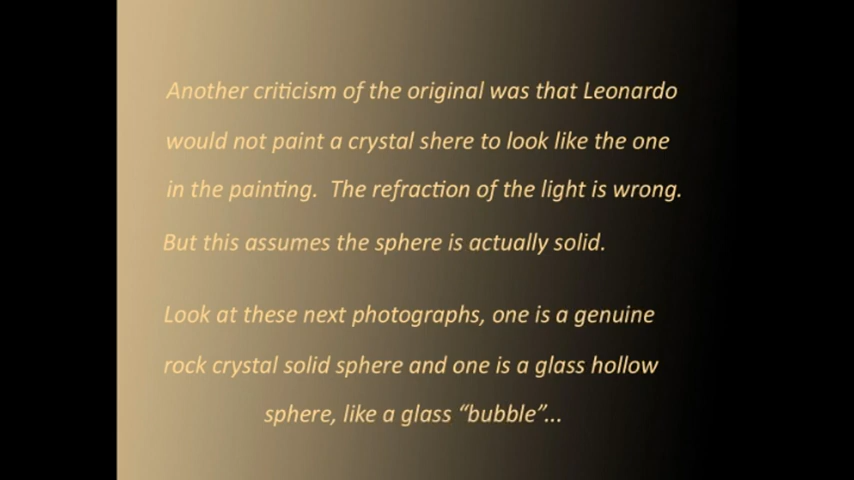 Another criticism of the original was that Leonardo
would not paint a crystal shere to look like the one
in the painting.  The refraction of the light is wrong.
But this assumes the sphere is actually solid.
Look at these next photographs, one is a genuine
rock crystal solid sphere and one is a glass hollow
sphere, like a glass “bubble”...